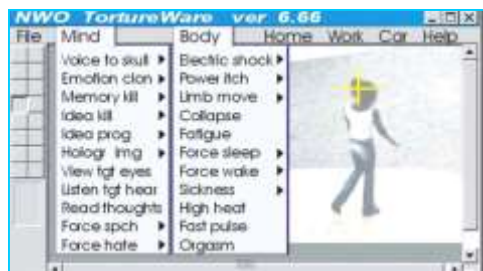 NWO TortureWare ver 6.66
File Mind Body Home Work Car Help
Voice to skull Electric shock
Emotion clon Power itch
Memory kill Limb move
Idea kill Collapse
Idea prog Fatigue
Hologr img Force sleep
View tgt eyes Force wake
Listen tgt hear Sickness
Read thoughts High heat
Force spch Fast pulse
Force hate Orgasm